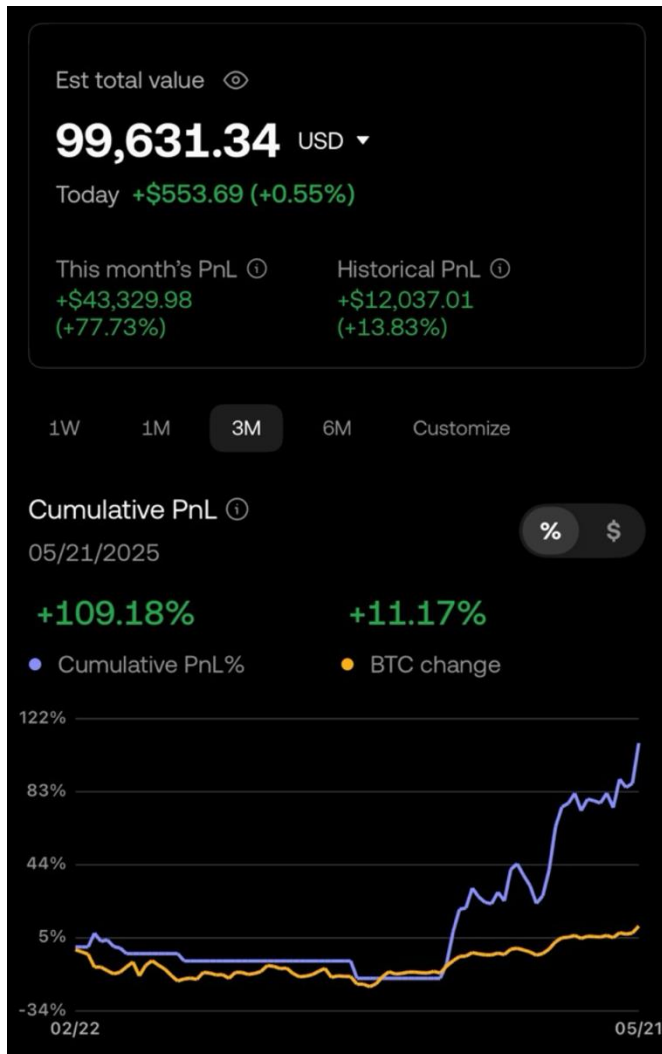 Est total value
99,631.34 USD
Today +$553.69 (+0.55%)
This month's PnL Historical PnL
+$43,329.98 +$12,037.01
(+77.73%) (+13.83%)
1W 1M 3M 6M Customize
Cumulative PnL
% $
05/21/2025
+109.18% +11.17%
Cumulative PnL% BTC change
122%
83%
44%
5%
-34%
02/22 05/21